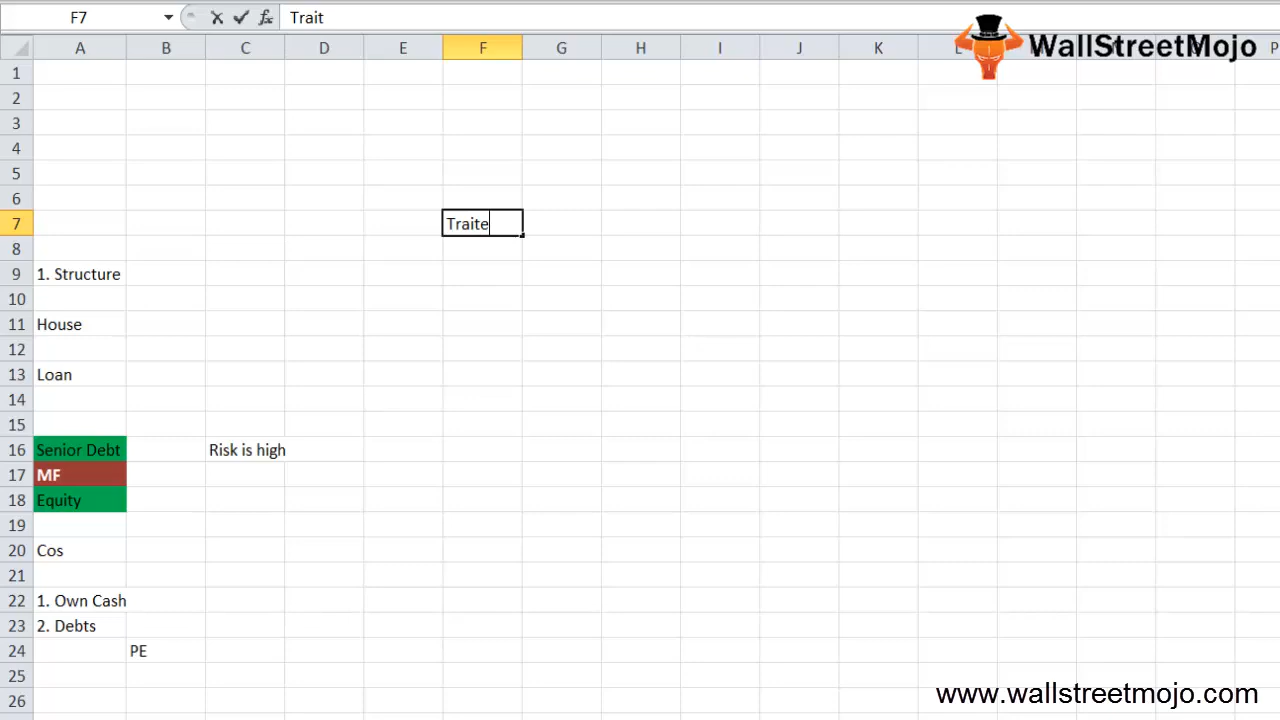 F7 fx Trait
A B C D E F G H I J K L P
WallStreetMojo
1
2
3
4
5
6
7 Traite
8
9 1. Structure
10
11 House
12
13 Loan
14
15
16 Senior Debt Risk is high
17 MF
18 Equity
19
20 Cos
21
22 1. Own Cash
23 2. Debts
24 PE
25
26
www.wallstreetmojo.com